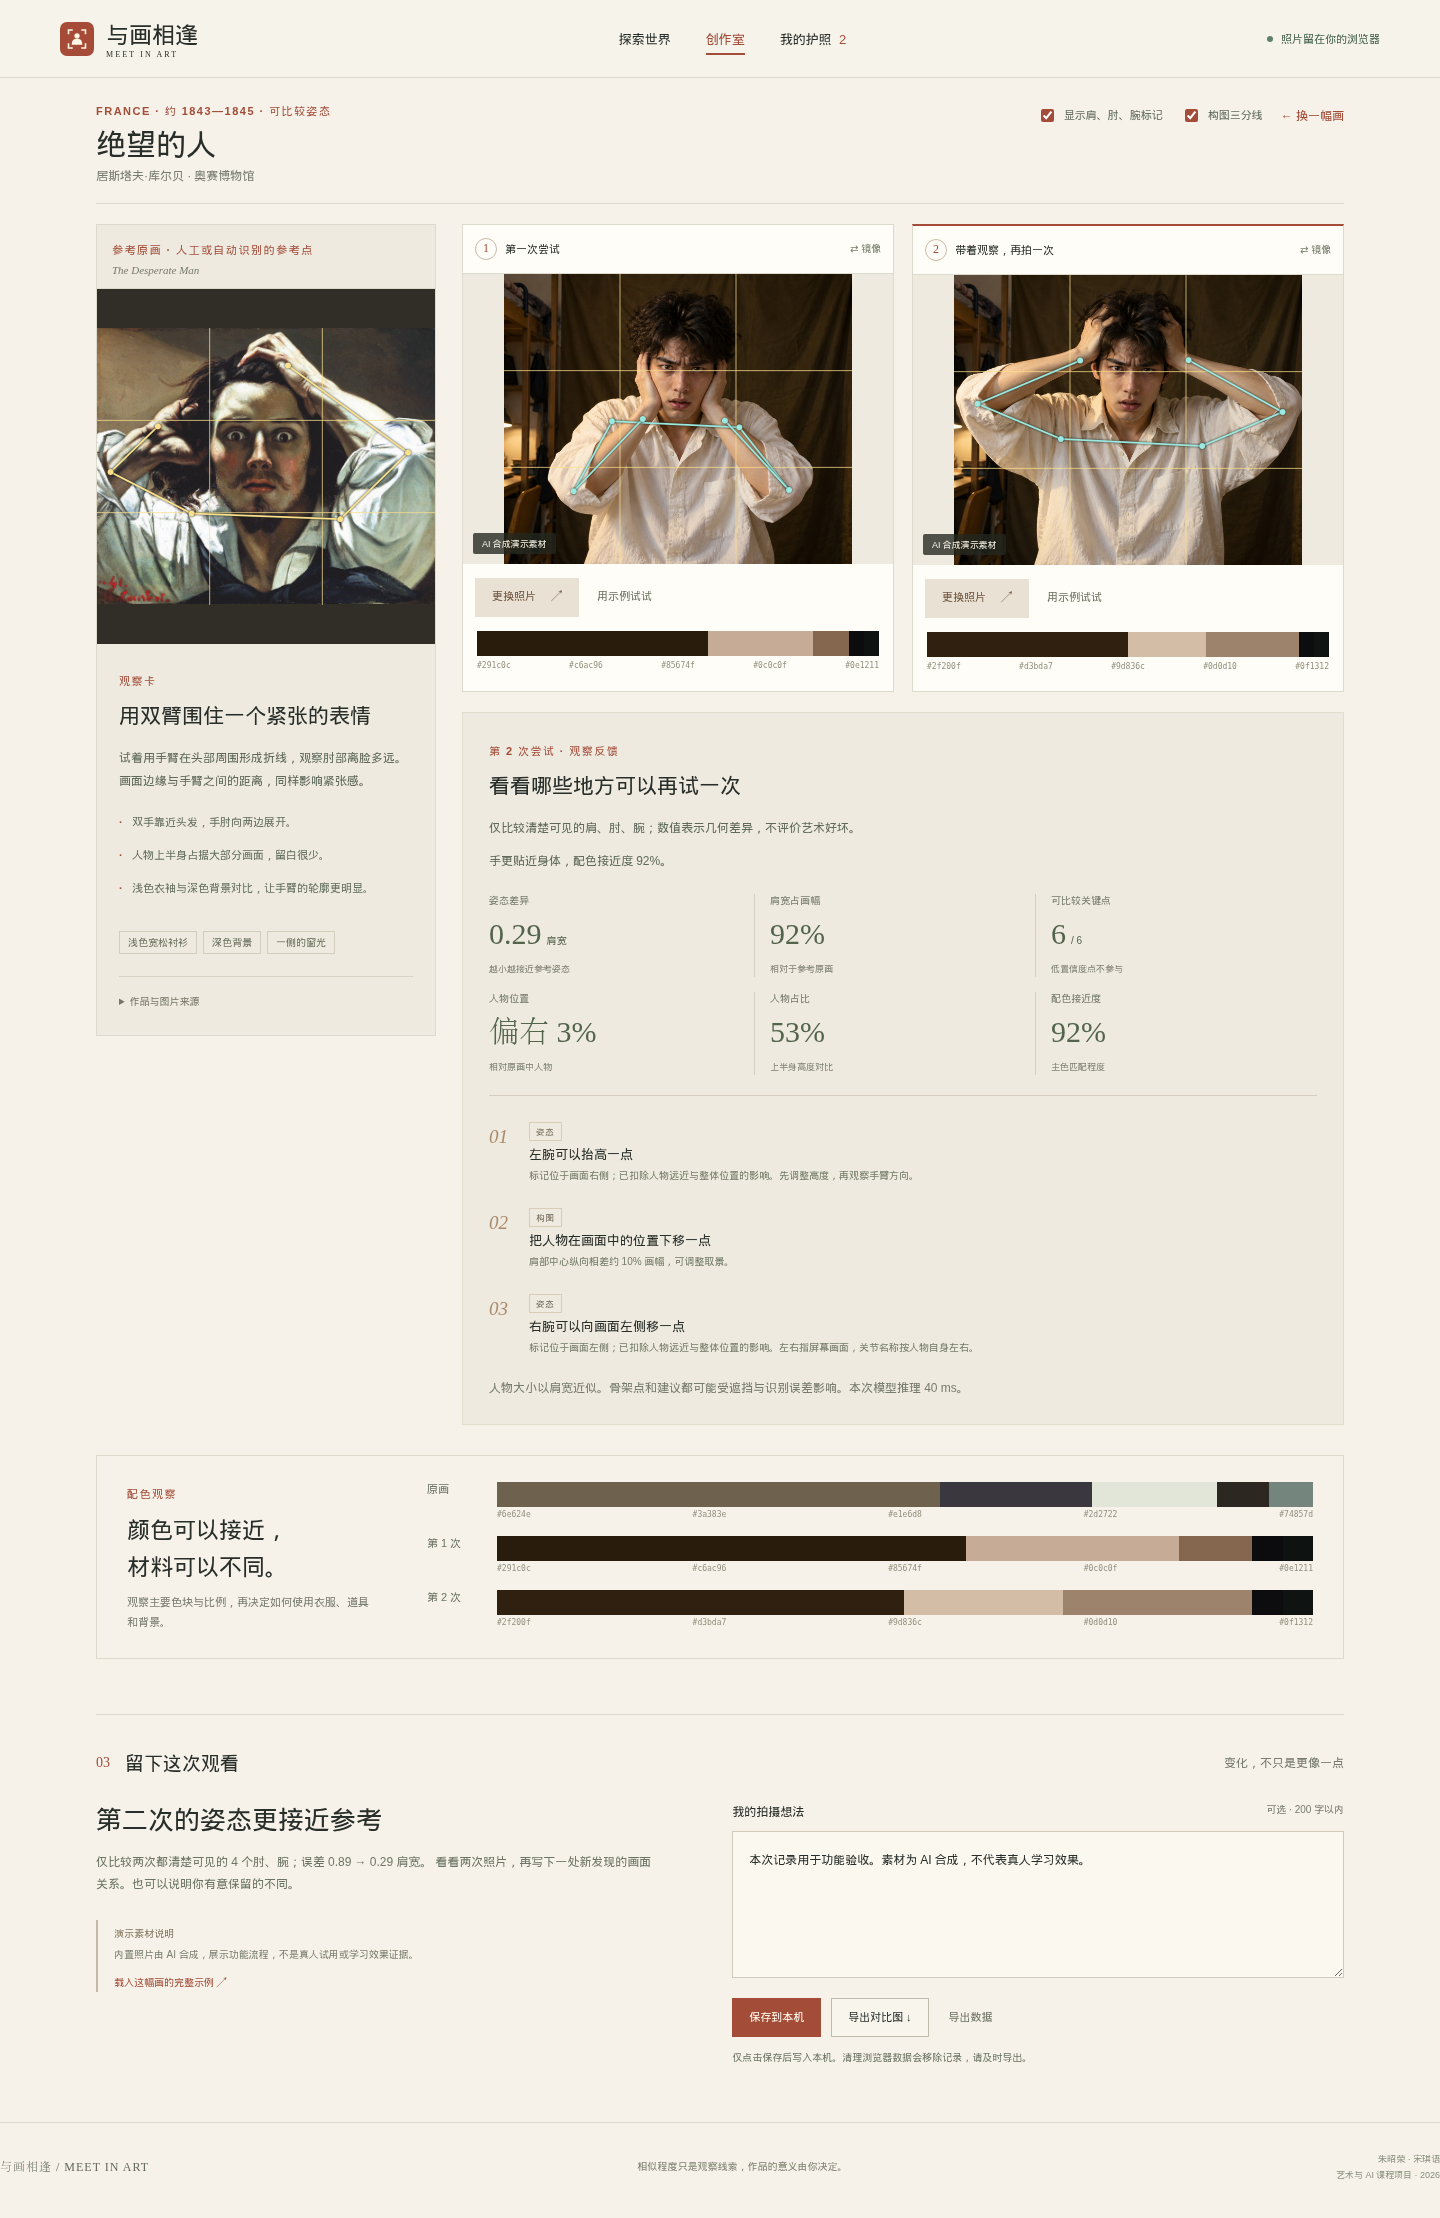 与画相逢
MEET IN ART
探索世界
创作室
我的护照 2
照片留在你的浏览器
FRANCE · 约 1843—1845 · 可比较姿态
绝望的人
居斯塔夫·库尔贝 · 奥赛博物馆
显示肩、肘、腕标记
构图三分线
← 换一幅画
参考原画 · 人工或自动识别的参考点
The Desperate Man
观察卡
用双臂围住一个紧张的表情
试着用手臂在头部周围形成折线，观察肘部离脸多远。
画面边缘与手臂之间的距离，同样影响紧张感。
· 双手靠近头发，手肘向两边展开。
· 人物上半身占据大部分画面，留白很少。
· 浅色衣袖与深色背景对比，让手臂的轮廓更明显。
浅色宽松衬衫
深色背景
一侧的窗光
▶ 作品与图片来源
1 第一次尝试
⇄ 镜像
AI 合成演示素材
更换照片 ↗
用示例试试
#291c0c #c6ac96 #85674f #0c0c0f #0e1211
2 带着观察，再拍一次
⇄ 镜像
AI 合成演示素材
更换照片 ↗
用示例试试
#2f200f #d3bda7 #9d836c #0d0d10 #0f1312
第 2 次尝试 · 观察反馈
看看哪些地方可以再试一次
仅比较清楚可见的肩、肘、腕；数值表示几何差异，不评价艺术好坏。
手更贴近身体，配色接近度 92%。
姿态差异
0.29 肩宽
越小越接近参考姿态
肩宽占画幅
92%
相对于参考原画
可比较关键点
6 / 6
低置信度点不参与
人物位置
偏右 3%
相对原画中人物
人物占比
53%
上半身高度对比
配色接近度
92%
主色匹配程度
01
姿态
左腕可以抬高一点
标记位于画面右侧；已扣除人物远近与整体位置的影响。先调整高度，再观察手臂方向。
02
构图
把人物在画面中的位置下移一点
肩部中心纵向相差约 10% 画幅，可调整取景。
03
姿态
右腕可以向画面左侧移一点
标记位于画面左侧；已扣除人物远近与整体位置的影响。左右指屏幕画面，关节名称按人物自身左右。
人物大小以肩宽近似。骨架点和建议都可能受遮挡与识别误差影响。本次模型推理 40 ms。
配色观察
颜色可以接近，
材料可以不同。
观察主要色块与比例，再决定如何使用衣服、道具
和背景。
原画
#6e624e #3a383e #e1e6d8 #2d2722 #74857d
第 1 次
#291c0c #c6ac96 #85674f #0c0c0f #0e1211
第 2 次
#2f200f #d3bda7 #9d836c #0d0d10 #0f1312
03 留下这次观看
变化，不只是更像一点
第二次的姿态更接近参考
仅比较两次都清楚可见的 4 个肘、腕；误差 0.89 → 0.29 肩宽。 看看两次照片，再写下一处新发现的画面
关系。也可以说明你有意保留的不同。
演示素材说明
内置照片由 AI 合成，展示功能流程，不是真人试用或学习效果证据。
载入这幅画的完整示例 ↗
我的拍摄想法
可选 · 200 字以内
本次记录用于功能验收。素材为 AI 合成，不代表真人学习效果。
保存到本机
导出对比图 ↓
导出数据
仅点击保存后写入本机。清理浏览器数据会移除记录，请及时导出。
与画相逢 / MEET IN ART
相似程度只是观察线索，作品的意义由你决定。
朱昭荣 · 宋琪语
艺术与 AI 课程项目 · 2026